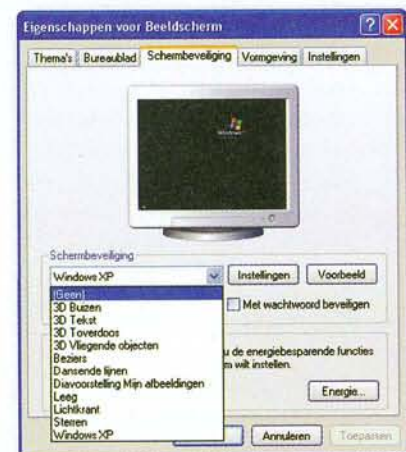 Eigenschappen voor Beeldscherm
Thema's Bureaublad Schermbeveiliging Vormgeving Instellingen
Windows
Schermbeveiliging
Windows XP Instellingen Voorbeeld
(Geen)
Met wachtwoord beveiligen
3D Buizen
3D Tekst
3D Toverdoos
3D Vliegende objecten
Beziers
Dansende lijnen
Diavoorstelling Mijn afbeeldingen
Leeg
Lichtkrant
Sterren
Windows XP
u de energiebesparende functies
m wilt instellen.
Energie...
Annuleren Toepassen